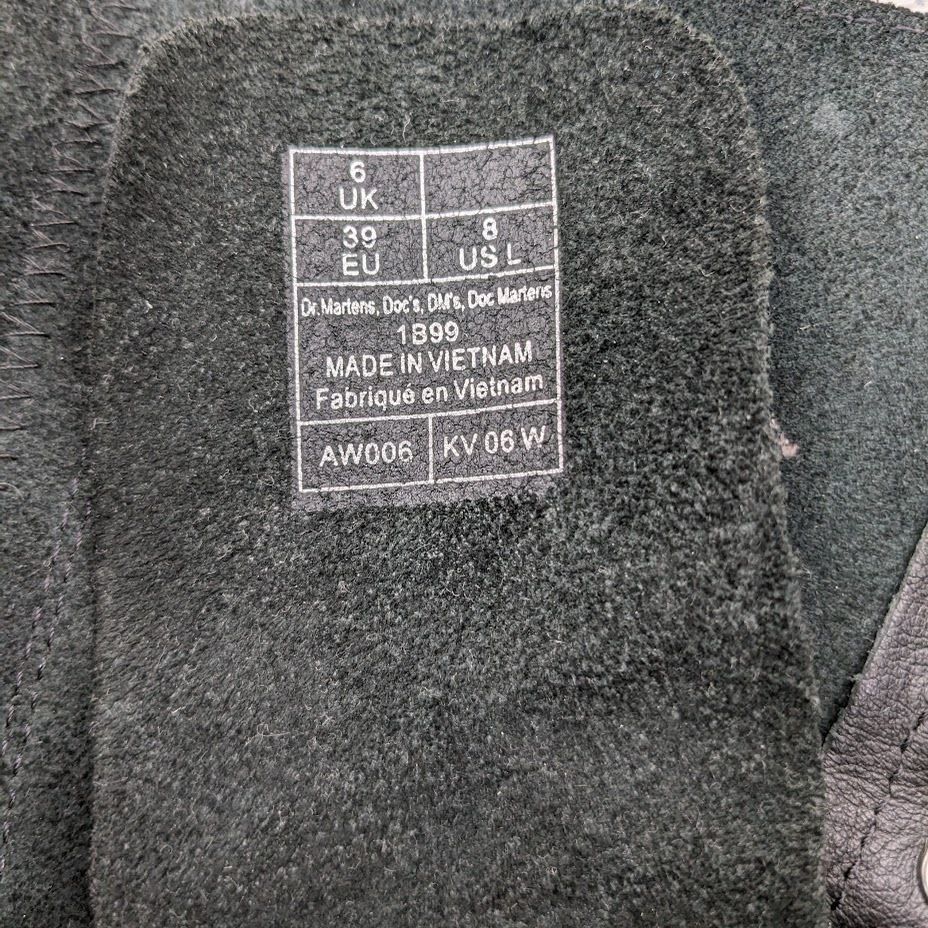 6
UK
39
EU
8
US L
Dr.Martens, Doc's, DM's, Doc Martens
1B99
MADE IN VIETNAM
Fabriqué en Vietnam
AW006
KV 06 W